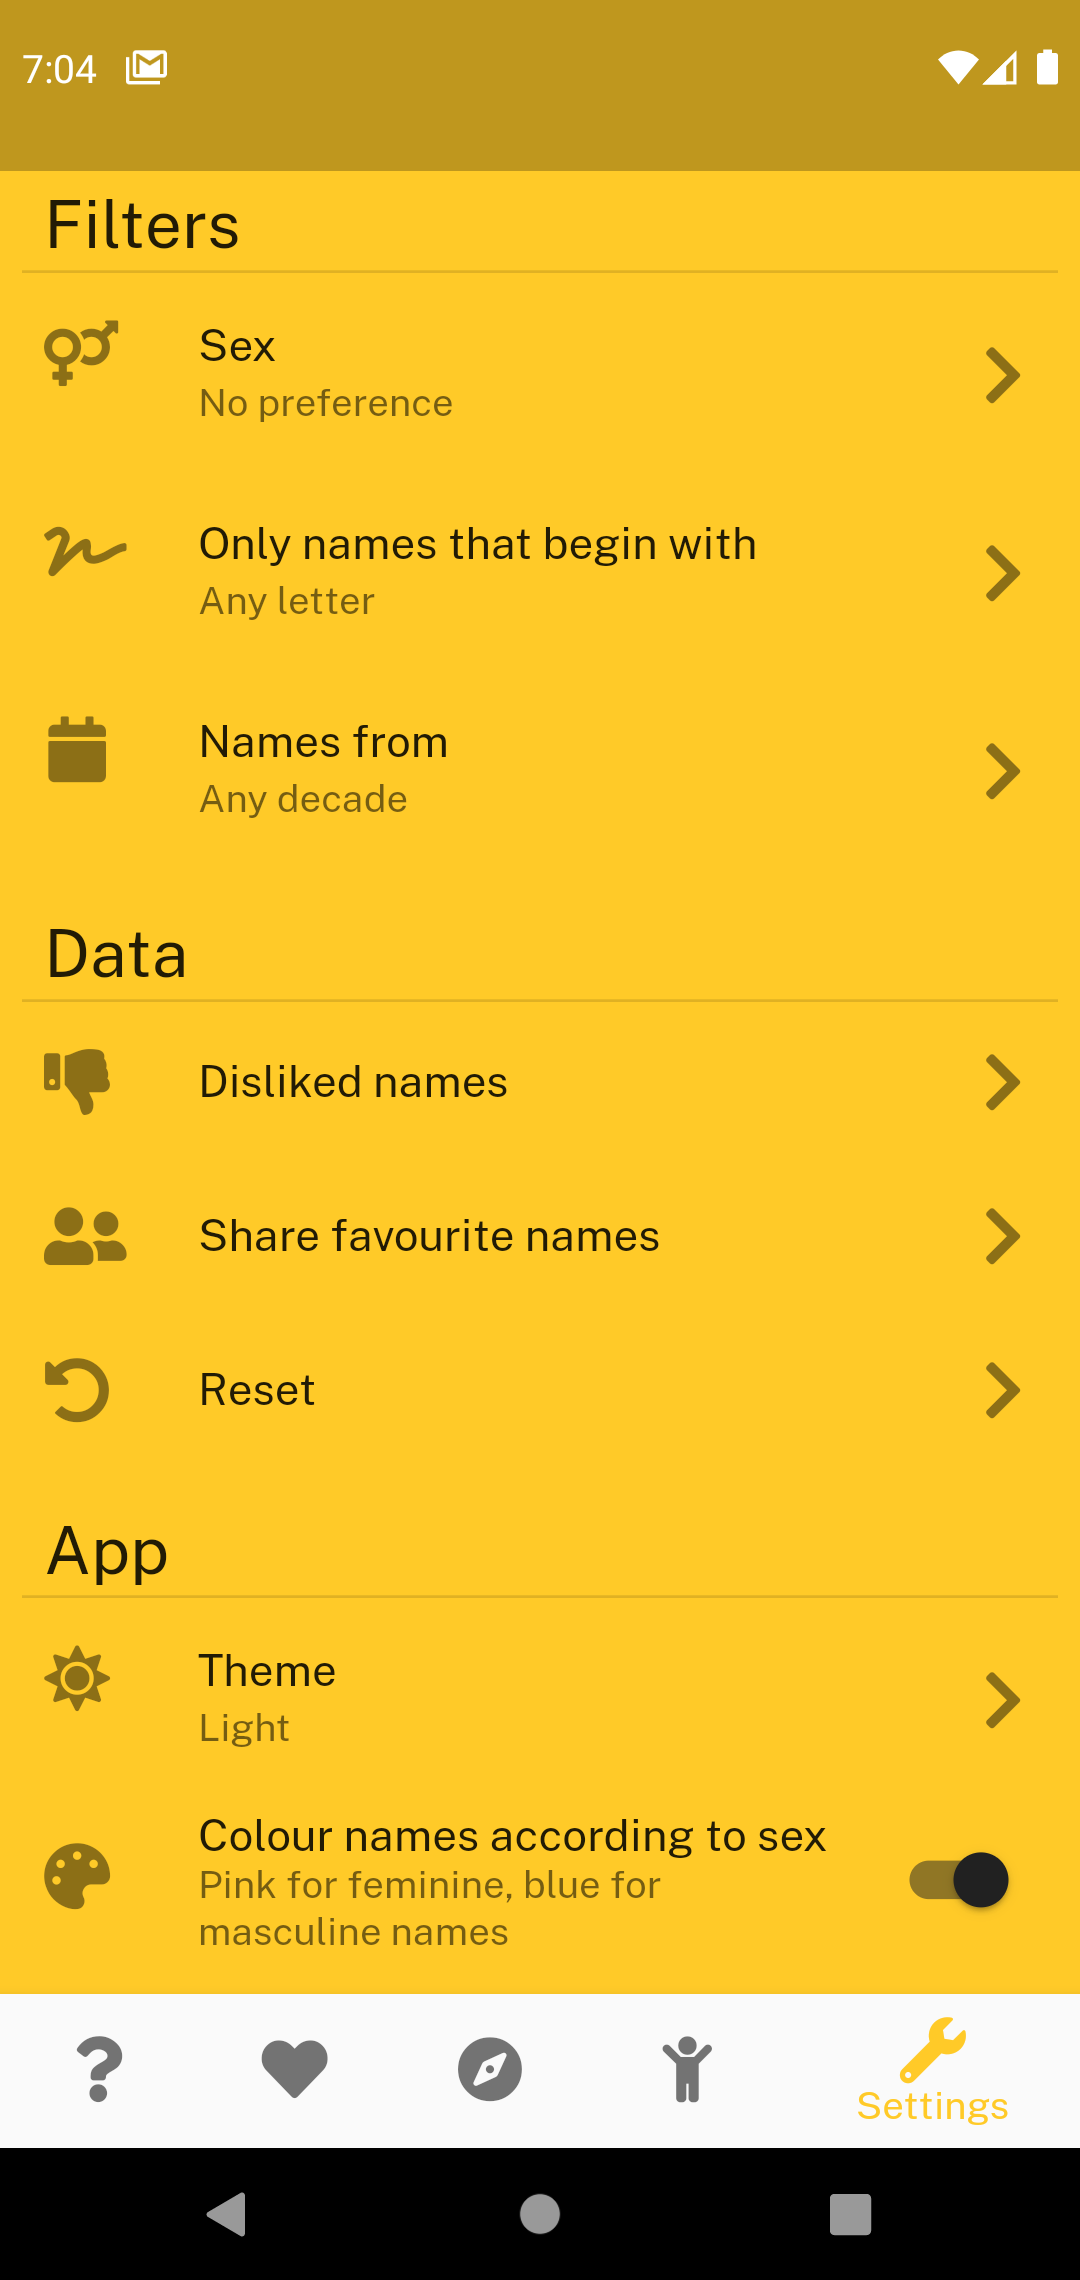 7:04
Filters
Sex
No preference
Only names that begin with
Any letter
Names from
Any decade
Data
Disliked names
Share favourite names
Reset
App
Theme
Light
Colour names according to sex
Pink for feminine, blue for
masculine names
Settings